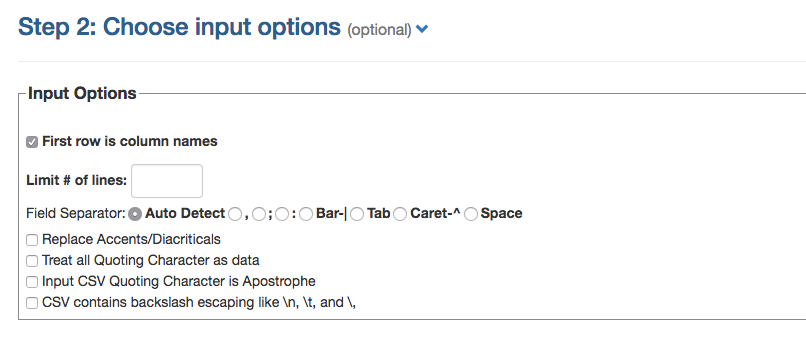 Step 2: Choose input options (optional)
Input Options
First row is column names
Limit # of lines:
Field Separator: Auto Detect , ; : Bar-| Tab Caret-^ Space
Replace Accents/Diacriticals
Treat all Quoting Character as data
Input CSV Quoting Character is Apostrophe
CSV contains backslash escaping like \n, \t, and \,